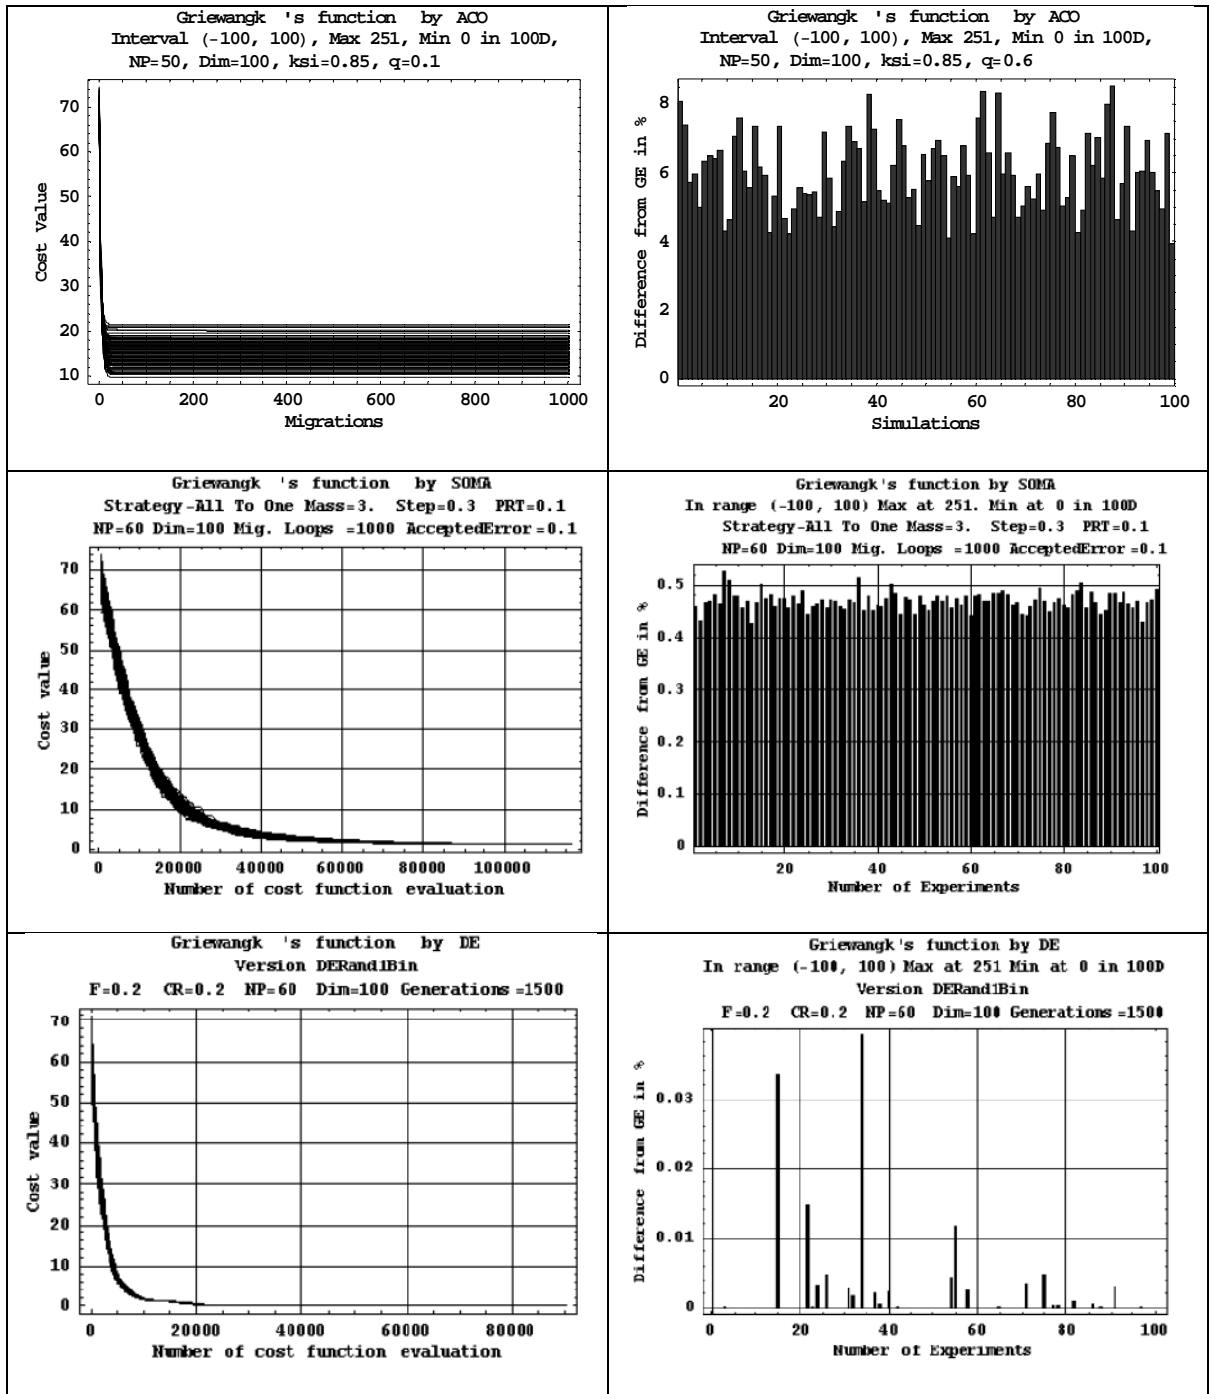 Griewangk 's function by ACO
Interval (-100, 100), Max 251, Min 0 in 100D,
NP=50, Dim=100, ksi=0.85, q=0.1
Cost Value
70
60
50
40
30
20
10
0 200 400 600 800 1000
Migrations
Griewangk 's function by ACO
Interval (-100, 100), Max 251, Min 0 in 100D,
NP=50, Dim=100, ksi=0.85, q=0.6
Difference from GE in %
8
6
4
2
0
20 40 60 80 100
Simulations
Griewangk 's function by SOMA
Strategy-All To One Mass=3. Step=0.3 PRT=0.1
NP=60 Dim=100 Mig. Loops =1000 AcceptedError=0.1
Cost value
70
60
50
40
30
20
10
0
0 20000 40000 60000 80000 100000
Number of cost function evaluation
Griewangk's function by SOMA
In range (-100, 100) Max at 251. Min at 0 in 100D
Strategy-All To One Mass=3. Step=0.3 PRT=0.1
NP=60 Dim=100 Mig. Loops =1000 AcceptedError=0.1
Difference from GE in %
0.5
0.4
0.3
0.2
0.1
0
20 40 60 80 100
Number of Experiments
Griewangk 's function by DE
Version DERand1Bin
F=0.2 CR=0.2 NP=60 Dim=100 Generations=1500
Cost value
70
60
50
40
30
20
10
0
0 20000 40000 60000 80000
Number of cost function evaluation
Griewangk's function by DE
In range (-100, 100) Max at 251 Min at 0 in 100D
Version DERand1Bin
F=0.2 CR=0.2 NP=60 Dim=100 Generations=1500
Difference from GE in %
0.03
0.02
0.01
0
0 20 40 60 80 100
Number of Experiments